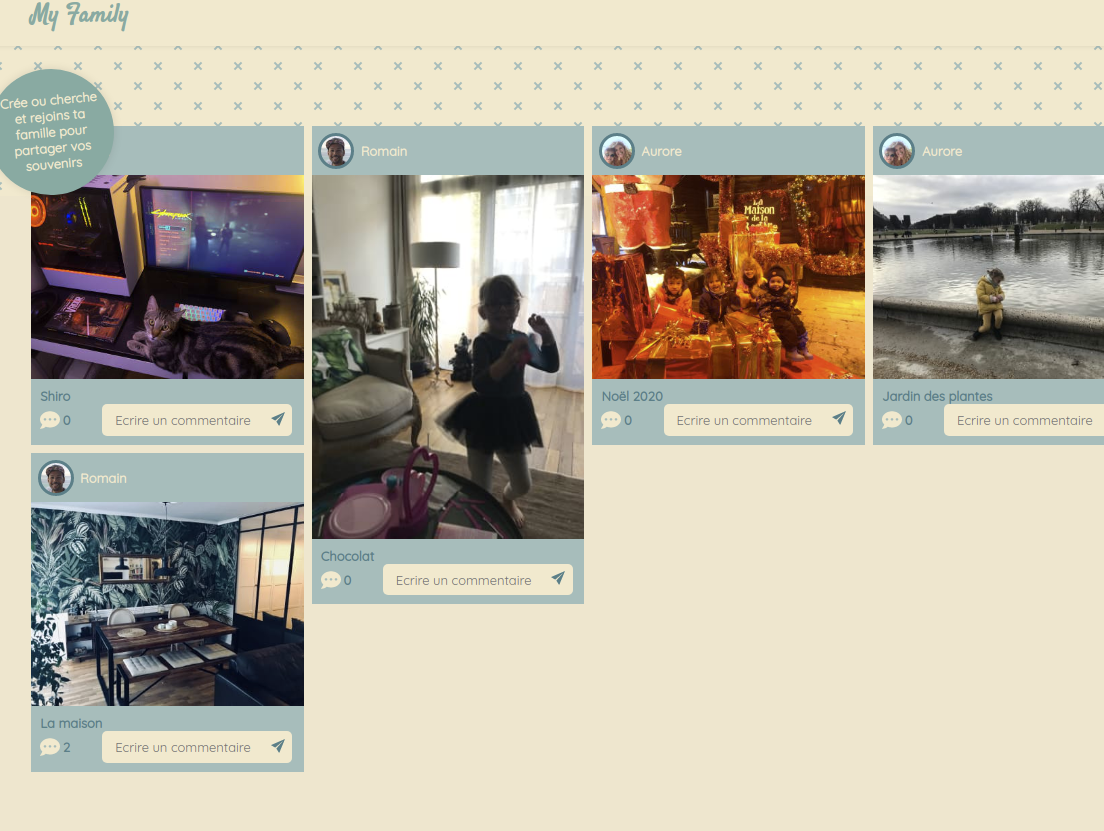 My Family
Crée ou cherche
et rejoins ta
famille pour
partager vos
souvenirs
Shiro
0
Ecrire un commentaire
Romain
La maison
2
Ecrire un commentaire
Romain
Chocolat
0
Ecrire un commentaire
Aurore
La
Maison
de la
Noël 2020
0
Ecrire un commentaire
Aurore
Jardin des plantes
0
Ecrire un commentaire